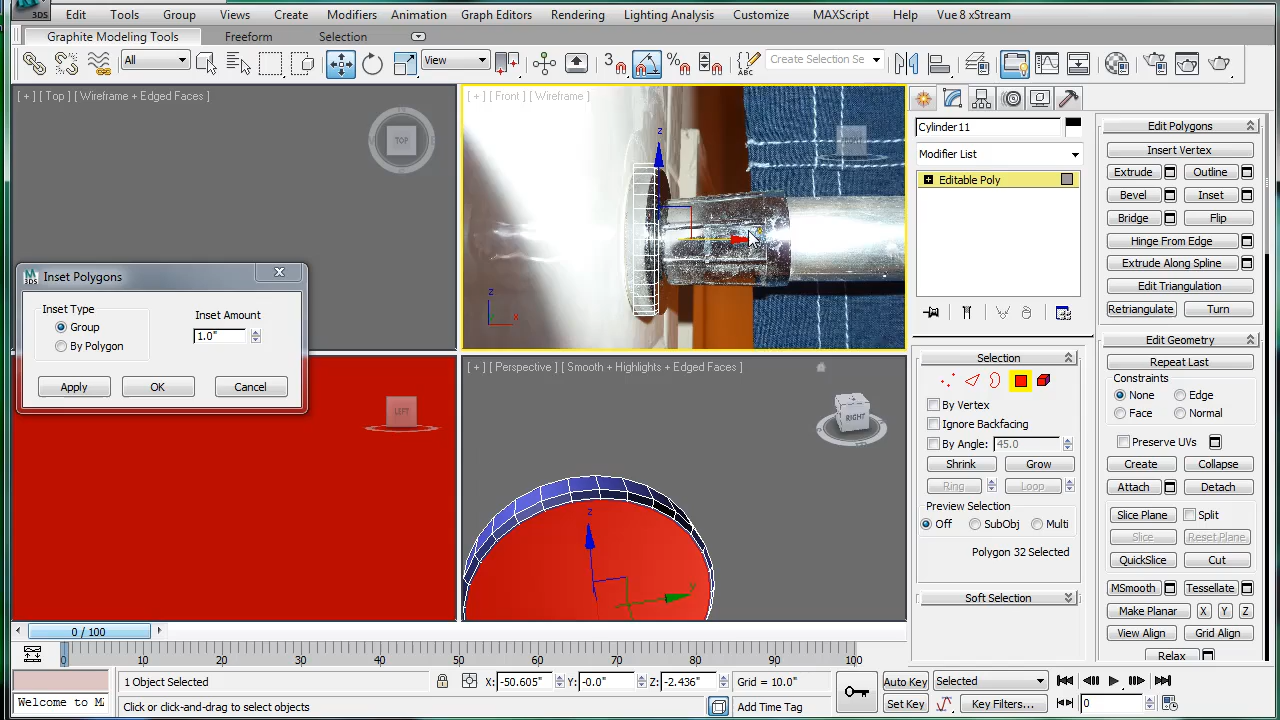 3DS
Edit Tools Group Views Create Modifiers Animation Graph Editors Rendering Lighting Analysis Customize MAXScript Help Vue 8 xStream
Graphite Modeling Tools Freeform Selection
All View 3 % ABC Create Selection Se
[ + ] [ Top ] [ Wireframe + Edged Faces ]
TOP
[ + ] [ Front ] [ Wireframe ]
z
z
x
Cylinder11
Modifier List
Editable Poly
Edit Polygons
Insert Vertex
Extrude Outline
Bevel Inset
Bridge Flip
Hinge From Edge
Extrude Along Spline
Edit Triangulation
Retriangulate Turn
Inset Polygons
Inset Type
Group
By Polygon
Inset Amount
1.0"
Apply OK Cancel
LEFT
[ + ] [ Perspective ] [ Smooth + Highlights + Edged Faces ]
RIGHT
z
y
Selection
By Vertex
Ignore Backfacing
By Angle: 45.0
Shrink Grow
Ring Loop
Preview Selection
Off SubObj Multi
Polygon 32 Selected
Soft Selection
Edit Geometry
Repeat Last
Constraints
None Edge
Face Normal
Preserve UVs
Create Collapse
Attach Detach
Slice Plane Split
Slice Reset Plane
QuickSlice Cut
MSmooth Tessellate
Make Planar X Y Z
View Align Grid Align
Relax
0 / 100
0 10 20 30 40 50 60 70 80 90 100
1 Object Selected X: -50.605" Y: -0.0" Z: -2.436" Grid = 10.0" Auto Key Selected
Welcome to M Click or click-and-drag to select objects Add Time Tag Set Key Key Filters... 0